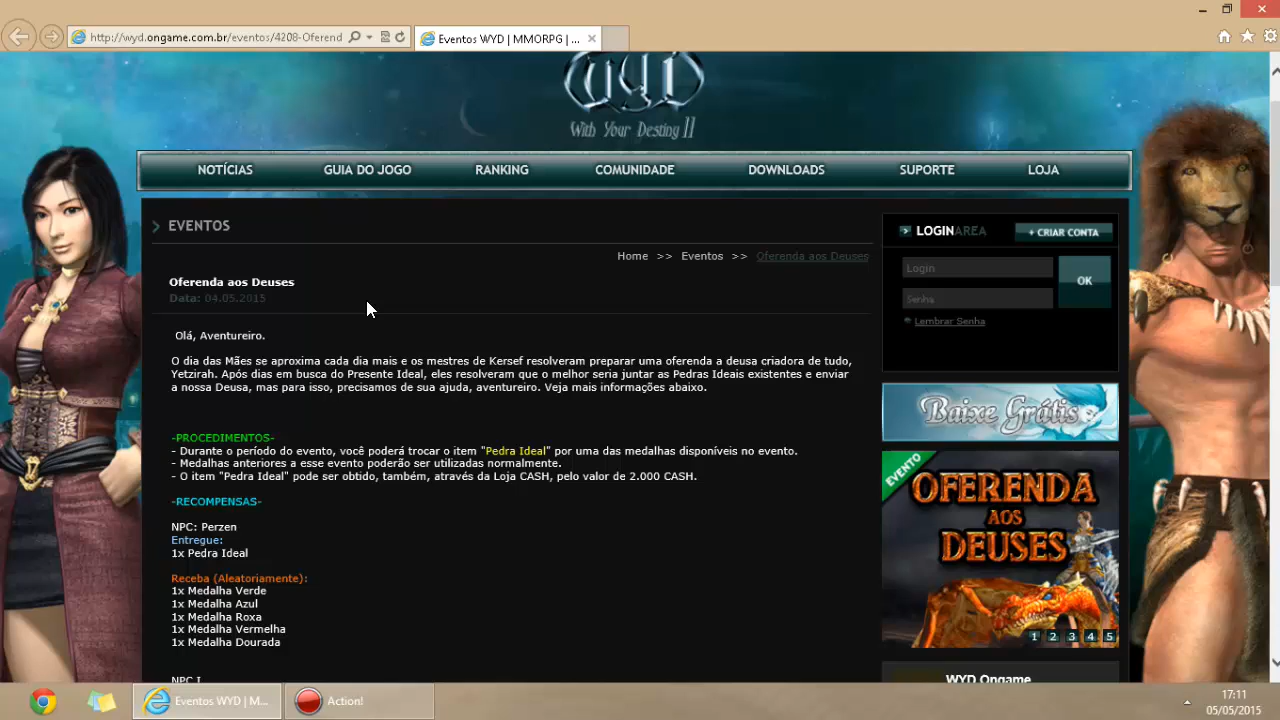 http://wyd.ongame.com.br/eventos/4208-Oferend
Eventos WYD | MMORPG | ...
WYD
With Your Destiny II
NOTÍCIAS
GUIA DO JOGO
RANKING
COMUNIDADE
DOWNLOADS
SUPORTE
LOJA
EVENTOS
Home >> Eventos >> Oferenda aos Deuses
Oferenda aos Deuses
Data: 04.05.2015
Olá, Aventureiro.
O dia das Mães se aproxima cada dia mais e os mestres de Kersef resolveram preparar uma oferenda a deusa criadora de tudo,
Yetzirah. Após dias em busca do Presente Ideal, eles resolveram que o melhor seria juntar as Pedras Ideais existentes e enviar
a nossa Deusa, mas para isso, precisamos de sua ajuda, aventureiro. Veja mais informações abaixo.
-PROCEDIMENTOS-
- Durante o período do evento, você poderá trocar o item "Pedra Ideal" por uma das medalhas disponíveis no evento.
- Medalhas anteriores a esse evento poderão ser utilizadas normalmente.
- O item "Pedra Ideal" pode ser obtido, também, através da Loja CASH, pelo valor de 2.000 CASH.
-RECOMPENSAS-
NPC: Perzen
Entregue:
1x Pedra Ideal
Receba (Aleatoriamente):
1x Medalha Verde
1x Medalha Azul
1x Medalha Roxa
1x Medalha Vermelha
1x Medalha Dourada
LOGINAREA
+ CRIAR CONTA
Login
OK
Senha
Lembrar Senha
Baixe Grátis
EVENTO
OFERENDA
AOS
DEUSES
1 2 3 4 5
WYD Ongame
Eventos WYD | M...
Action!
17:11
05/05/2015